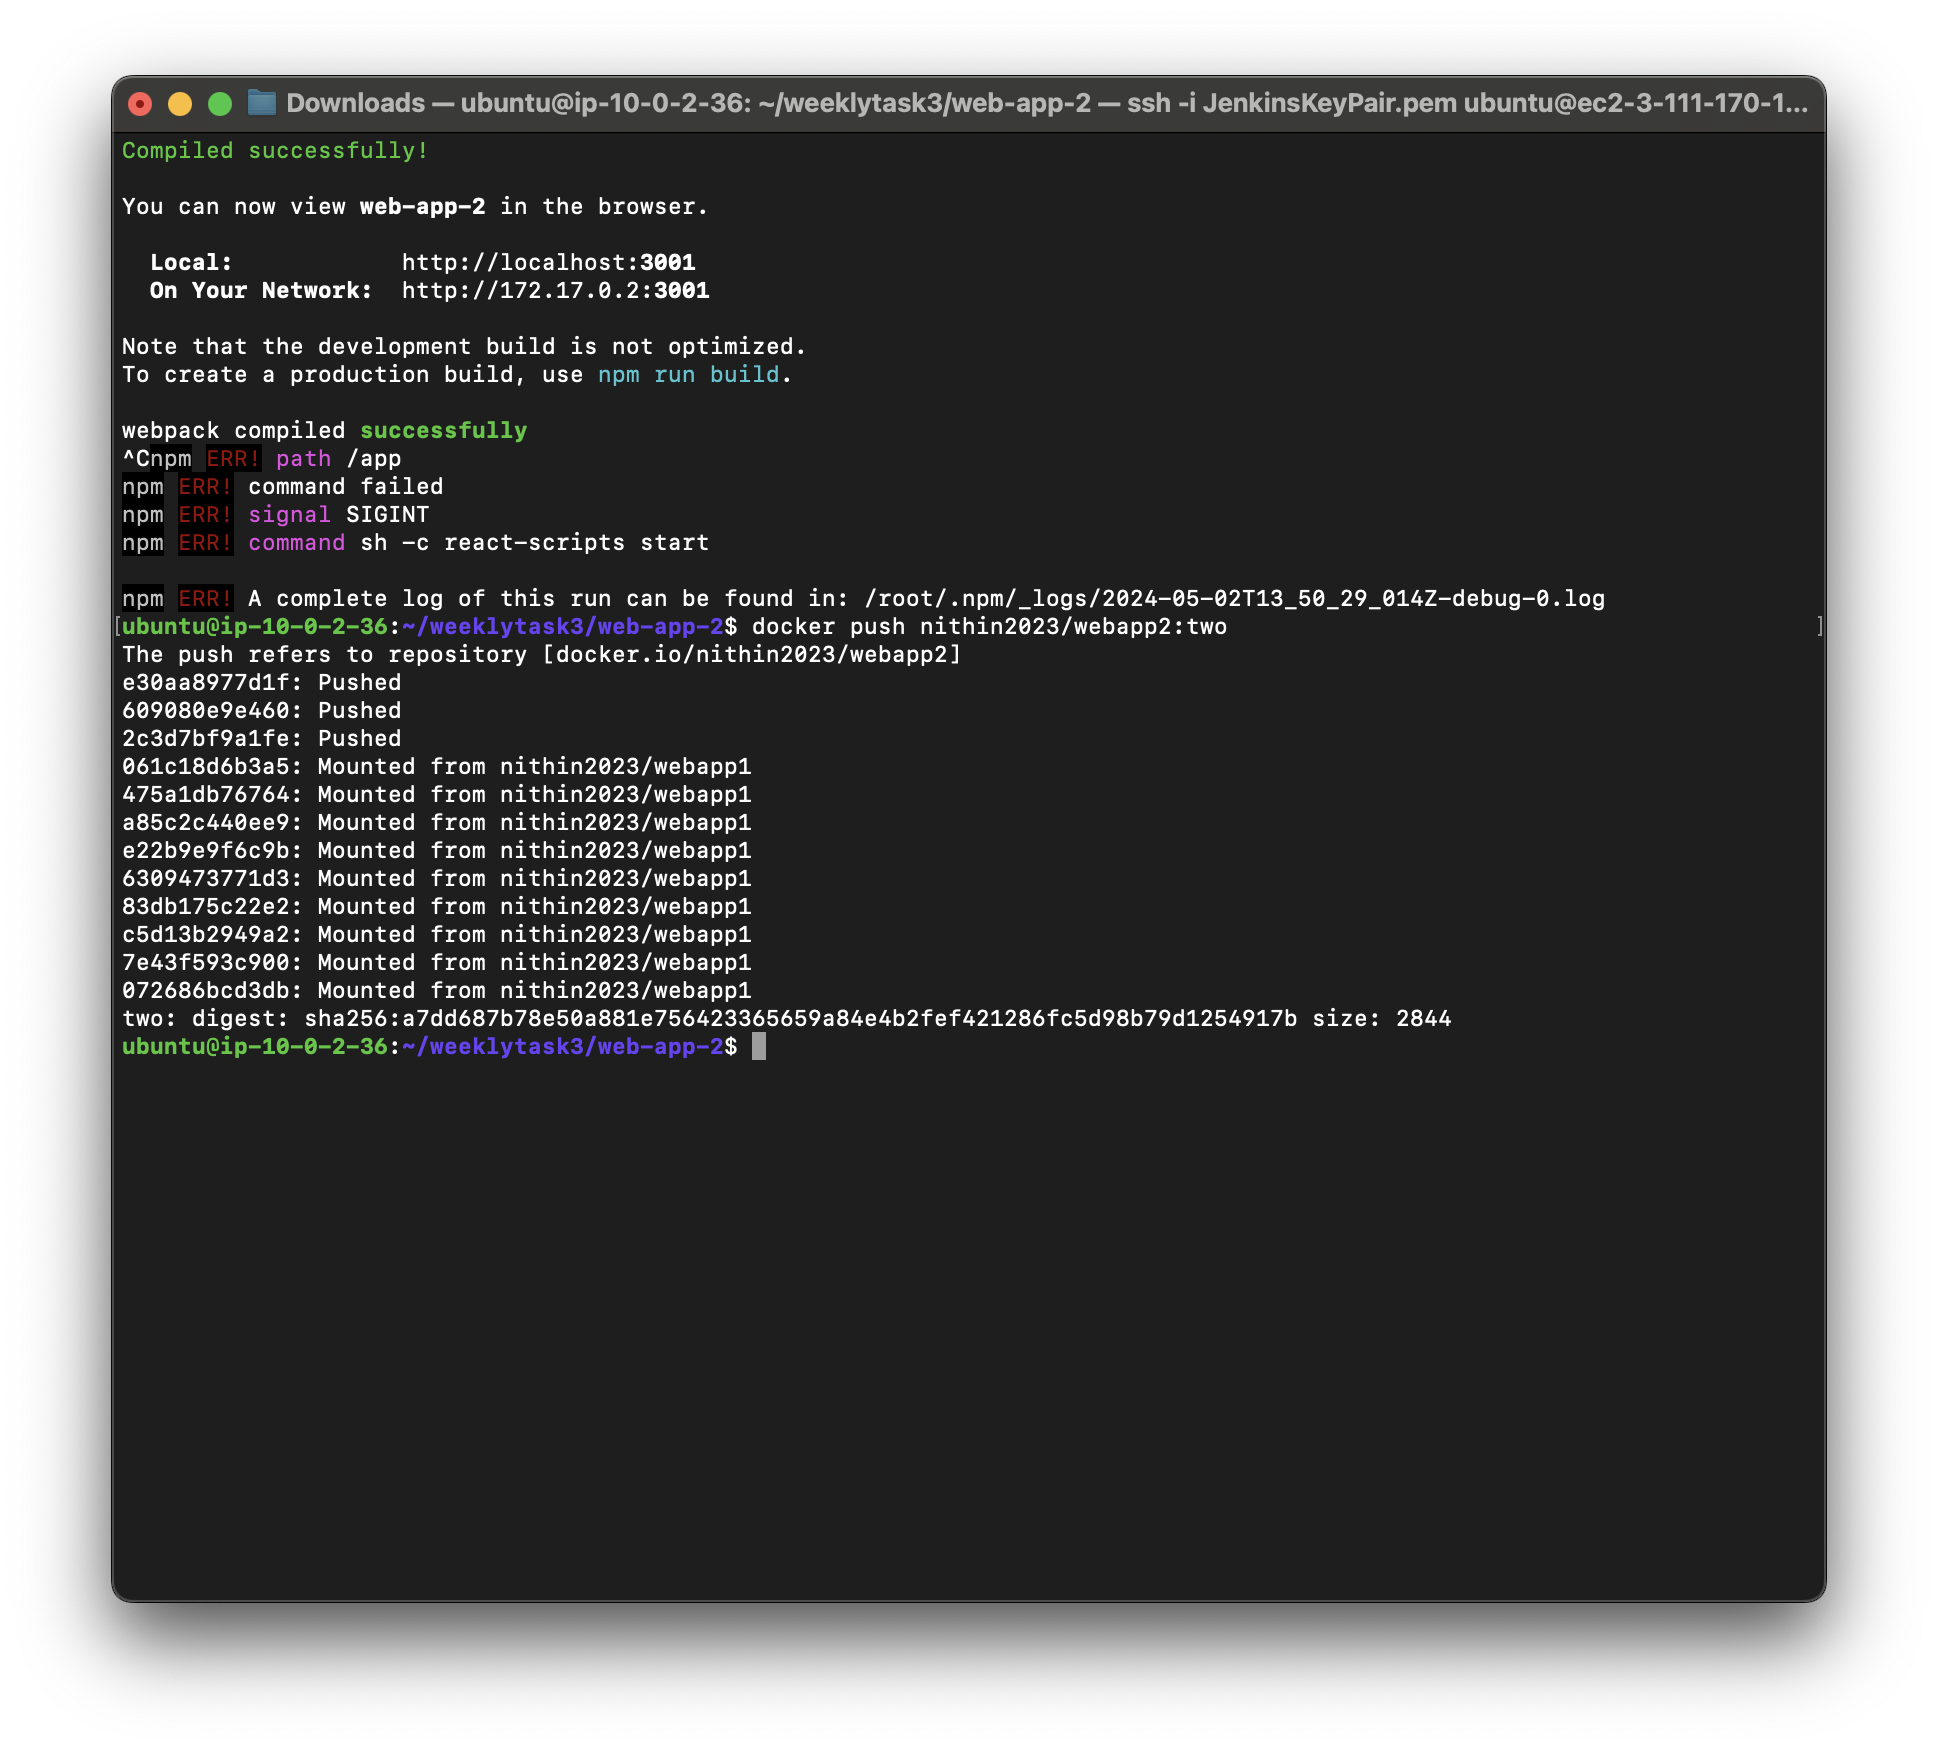 Downloads — ubuntu@ip-10-0-2-36: ~/weeklytask3/web-app-2 — ssh -i JenkinsKeyPair.pem ubuntu@ec2-3-111-170-1...
Compiled successfully!
You can now view web-app-2 in the browser.
Local: http://localhost:3001
On Your Network: http://172.17.0.2:3001
Note that the development build is not optimized.
To create a production build, use npm run build.
webpack compiled successfully
^Cnpm ERR! path /app
npm ERR! command failed
npm ERR! signal SIGINT
npm ERR! command sh -c react-scripts start
npm ERR! A complete log of this run can be found in: /root/.npm/_logs/2024-05-02T13_50_29_014Z-debug-0.log
[ubuntu@ip-10-0-2-36:~/weeklytask3/web-app-2$ docker push nithin2023/webapp2:two ]
The push refers to repository [docker.io/nithin2023/webapp2]
e30aa8977d1f: Pushed
609080e9e460: Pushed
2c3d7bf9a1fe: Pushed
061c18d6b3a5: Mounted from nithin2023/webapp1
475a1db76764: Mounted from nithin2023/webapp1
a85c2c440ee9: Mounted from nithin2023/webapp1
e22b9e9f6c9b: Mounted from nithin2023/webapp1
6309473771d3: Mounted from nithin2023/webapp1
83db175c22e2: Mounted from nithin2023/webapp1
c5d13b2949a2: Mounted from nithin2023/webapp1
7e43f593c900: Mounted from nithin2023/webapp1
072686bcd3db: Mounted from nithin2023/webapp1
two: digest: sha256:a7dd687b78e50a881e756423365659a84e4b2fef421286fc5d98b79d1254917b size: 2844
ubuntu@ip-10-0-2-36:~/weeklytask3/web-app-2$